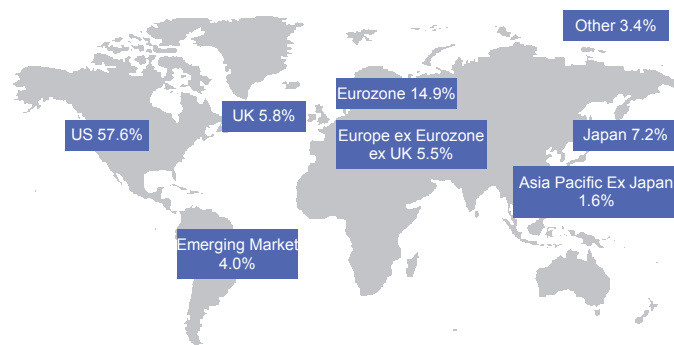 Other 3.4%
Eurozone 14.9%
UK 5.8%
US 57.6%
Europe ex Eurozone
ex UK 5.5%
Japan 7.2%
Asia Pacific Ex Japan
1.6%
Emerging Market
4.0%